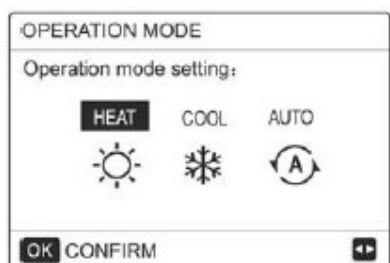 OPERATION MODE
Operation mode setting:
HEAT COOL AUTO
A
OK CONFIRM